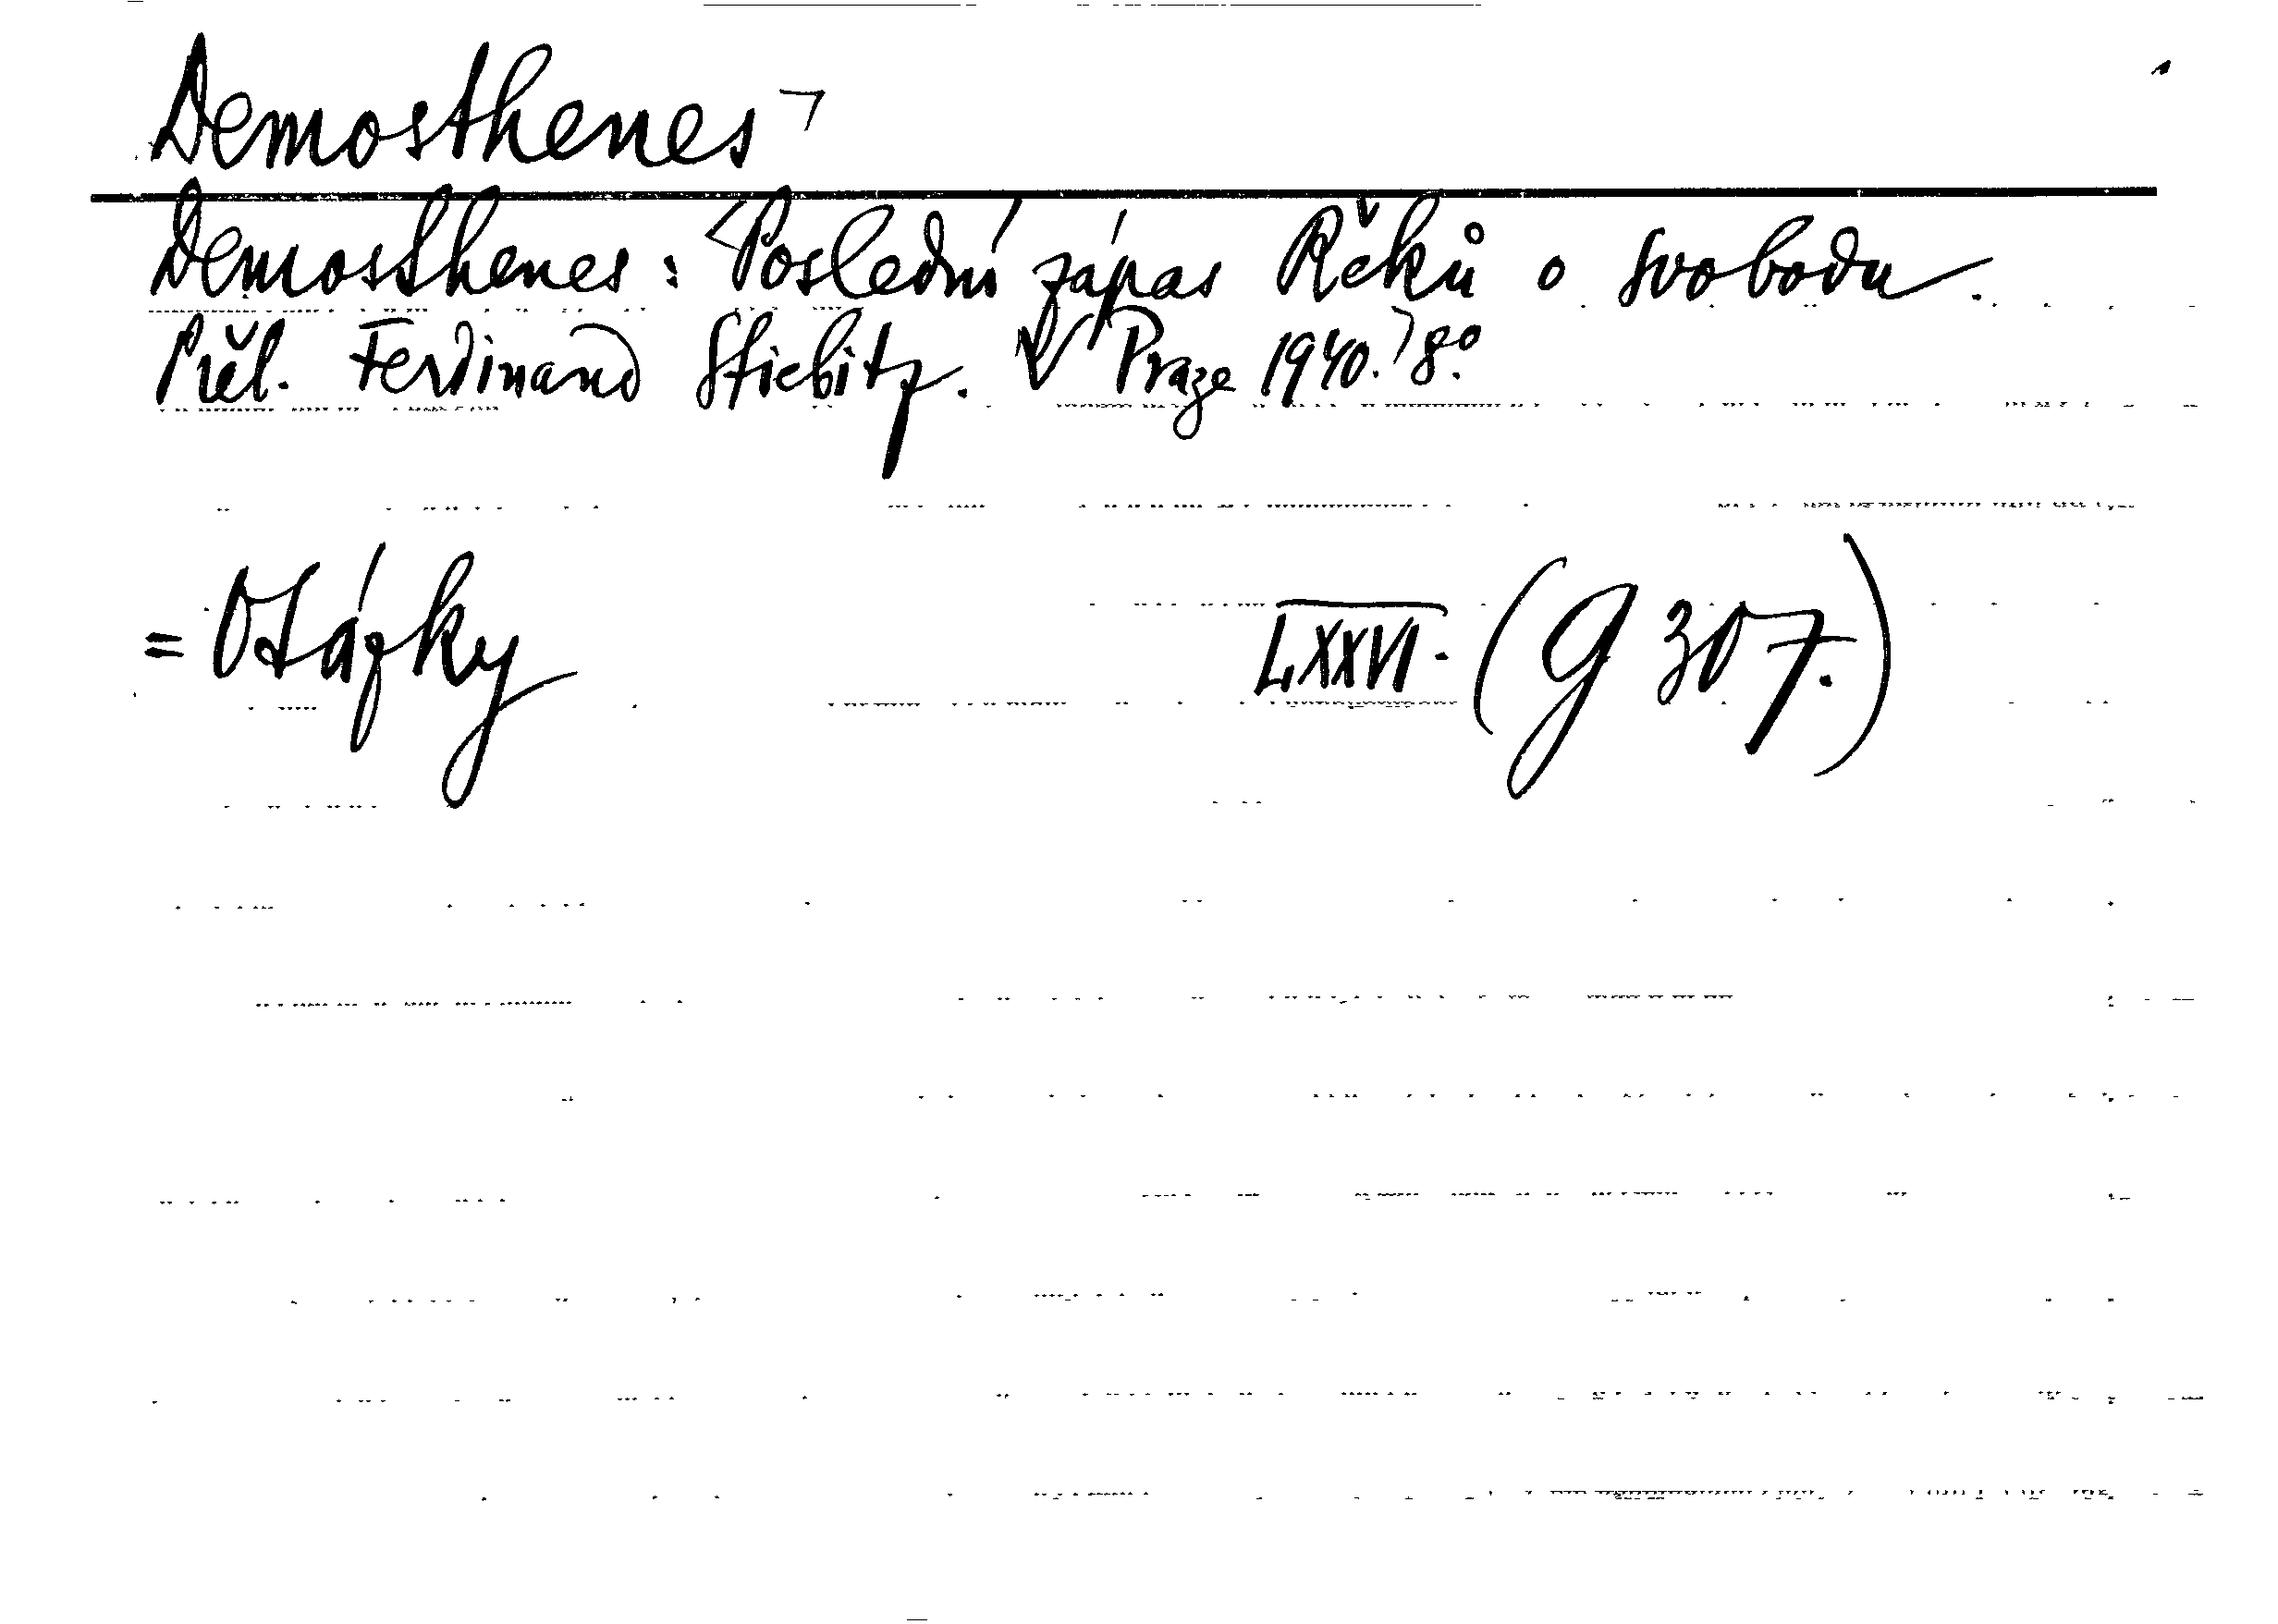 Demosthenes
Demosthenes : Poslední zápas Řeků o svobodu.
Přel. Ferdinand Stiebitz. V Praze 1940. 8°.
= Otázky LXXVI. (G 307.)